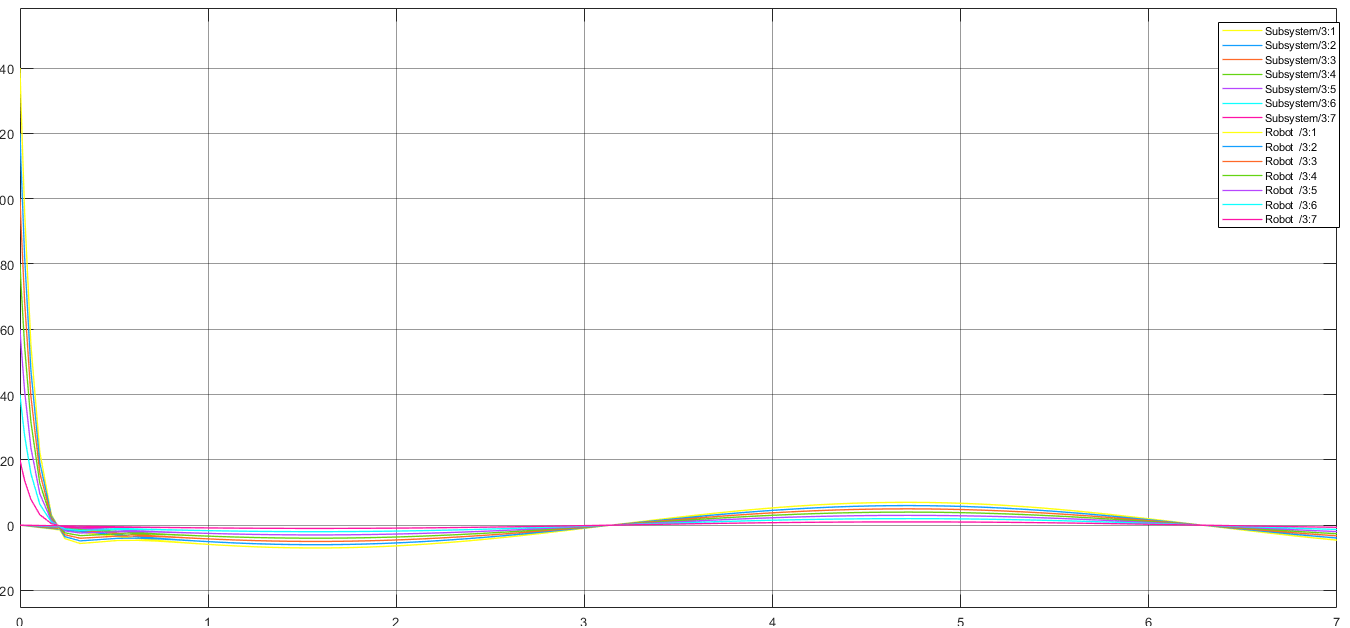 Subsystem/3:1
Subsystem/3:2
Subsystem/3:3
Subsystem/3:4
Subsystem/3:5
Subsystem/3:6
Subsystem/3:7
Robot /3:1
Robot /3:2
Robot /3:3
Robot /3:4
Robot /3:5
Robot /3:6
Robot /3:7
40
20
00
80
60
40
20
0
20
0 1 2 3 4 5 6 7